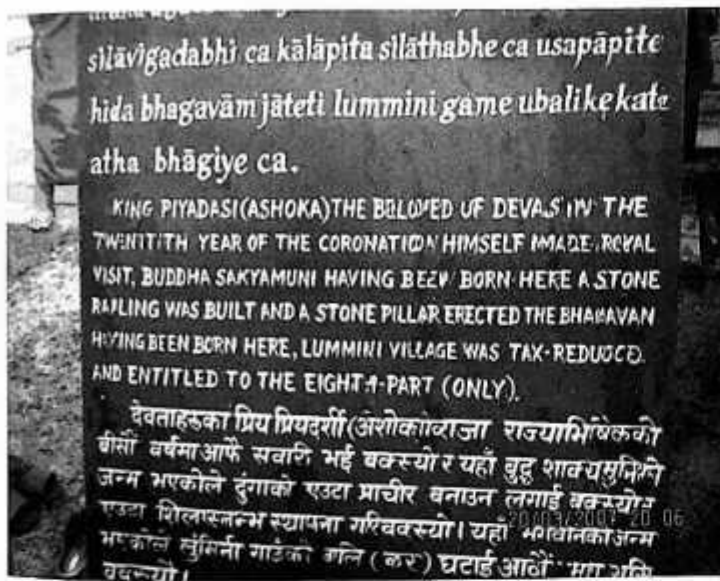 silāvigaḍabhi ca kālāpita silāthabhe ca usapāpite
hida bhagavāṁ jāteti lummini game ubalike kate
atha bhāgiye ca.
KING PIYADASI (ASHOKA) THE BELOVED OF DEVAS IN THE
TWENTITH YEAR OF THE CORONATION HIMSELF MADE ROYAL
VISIT, BUDDHA SAKYAMUNI HAVING BEEN BORN HERE A STONE
RAILING WAS BUILT AND A STONE PILLAR ERECTED THE BHAGAVAN
HAVING BEEN BORN HERE, LUMMINI VILLAGE WAS TAX-REDUCED
AND ENTITLED TO THE EIGHTH-PART (ONLY).
देवताहरुका प्रिय प्रियदर्शी (अशोक) राजा राज्याभिषेकको
बीसौं वर्षमा आफै सवारी भई बक्स्यो र यहाँ बुद्ध शाक्यमुनिको
जन्म भएकोले ढुंगाको एउटा प्राचीर बनाउन लगाई बक्स्यो र
एउटा शिलास्तम्भ स्थापना गरिबक्स्यो। यहाँ भगवानको जन्म
भएकोले लुंमिनी गाउँको बलि (कर) घटाई आठौं भाग
बक्स्यो।
20/03/2007 20 06